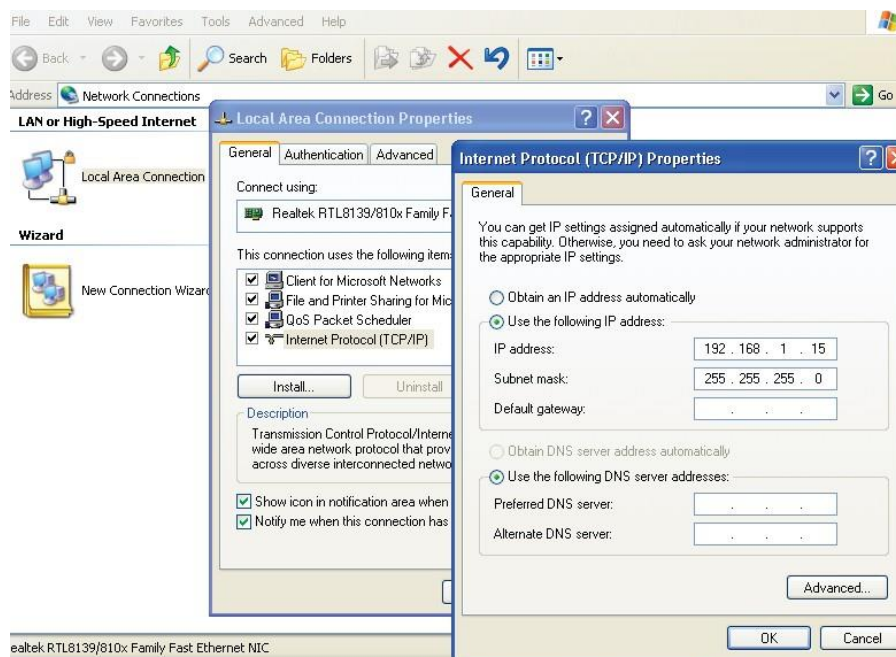 File Edit View Favorites Tools Advanced Help
Back Search Folders
Address Network Connections Go
LAN or High-Speed Internet
Local Area Connection
Wizard
New Connection Wizard
Local Area Connection Properties
General Authentication Advanced
Connect using:
Realtek RTL8139/810x Family F
This connection uses the following item
Client for Microsoft Networks
File and Printer Sharing for Mic
QoS Packet Scheduler
Internet Protocol (TCP/IP)
Install... Uninstall
Description
Transmission Control Protocol/Interne
wide area network protocol that prov
across diverse interconnected netwo
Show icon in notification area when
Notify me when this connection has
Internet Protocol (TCP/IP) Properties
General
You can get IP settings assigned automatically if your network supports
this capability. Otherwise, you need to ask your network administrator for
the appropriate IP settings.
Obtain an IP address automatically
Use the following IP address:
IP address: 192 . 168 . 1 . 15
Subnet mask: 255 . 255 . 255 . 0
Default gateway: . . .
Obtain DNS server address automatically
Use the following DNS server addresses:
Preferred DNS server: . . .
Alternate DNS server: . . .
Advanced...
OK Cancel
ealtek RTL8139/810x Family Fast Ethernet NIC